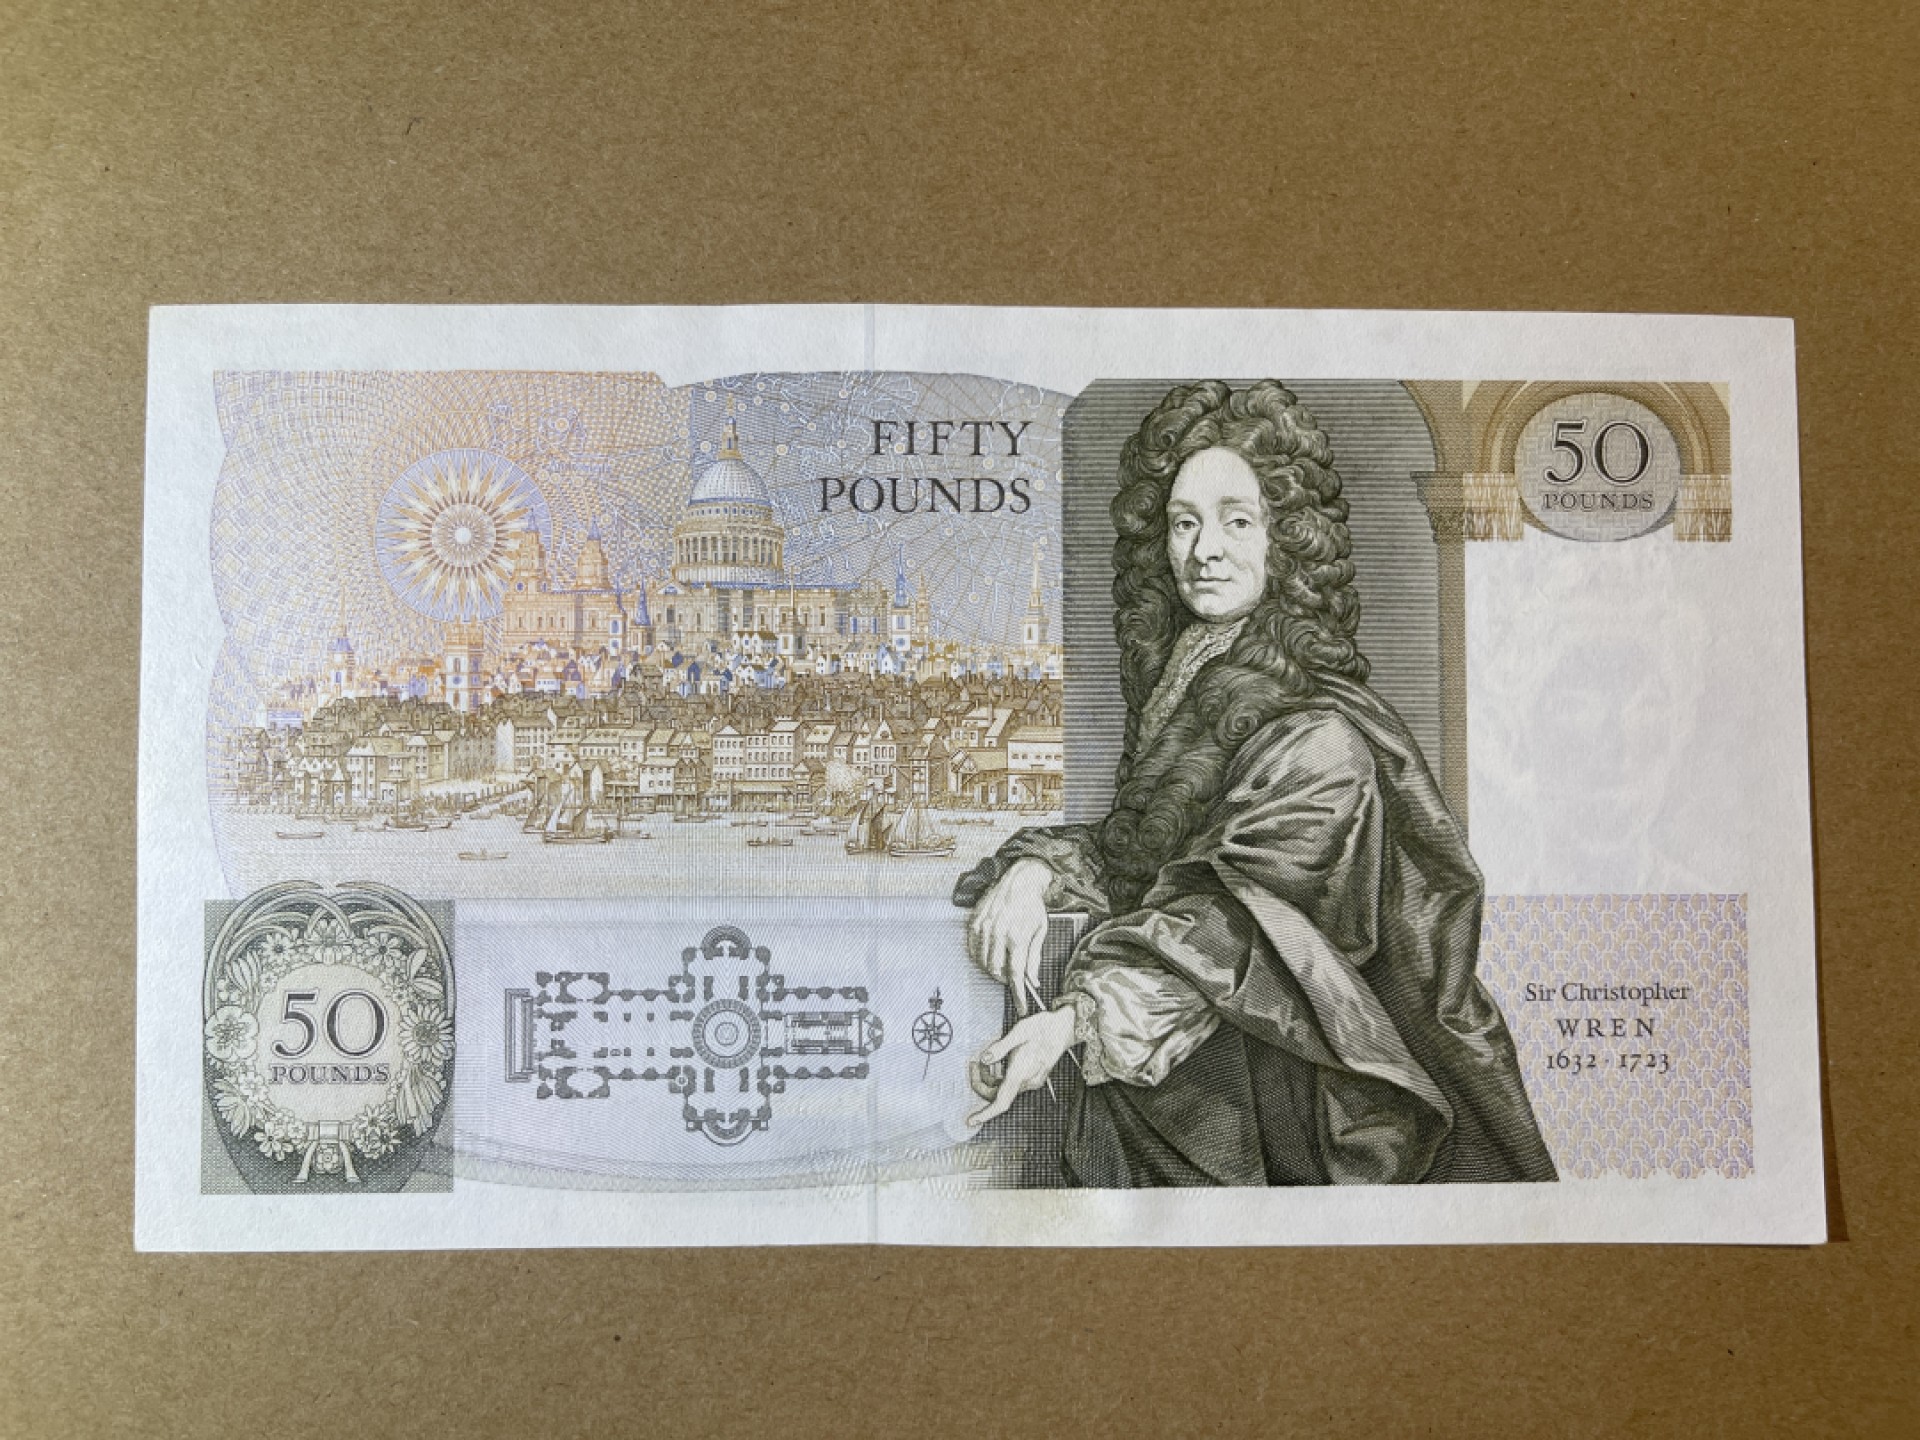 FIFTY
POUNDS
50
POUNDS
50
POUNDS
Sir Christopher
WREN
1632 · 1723